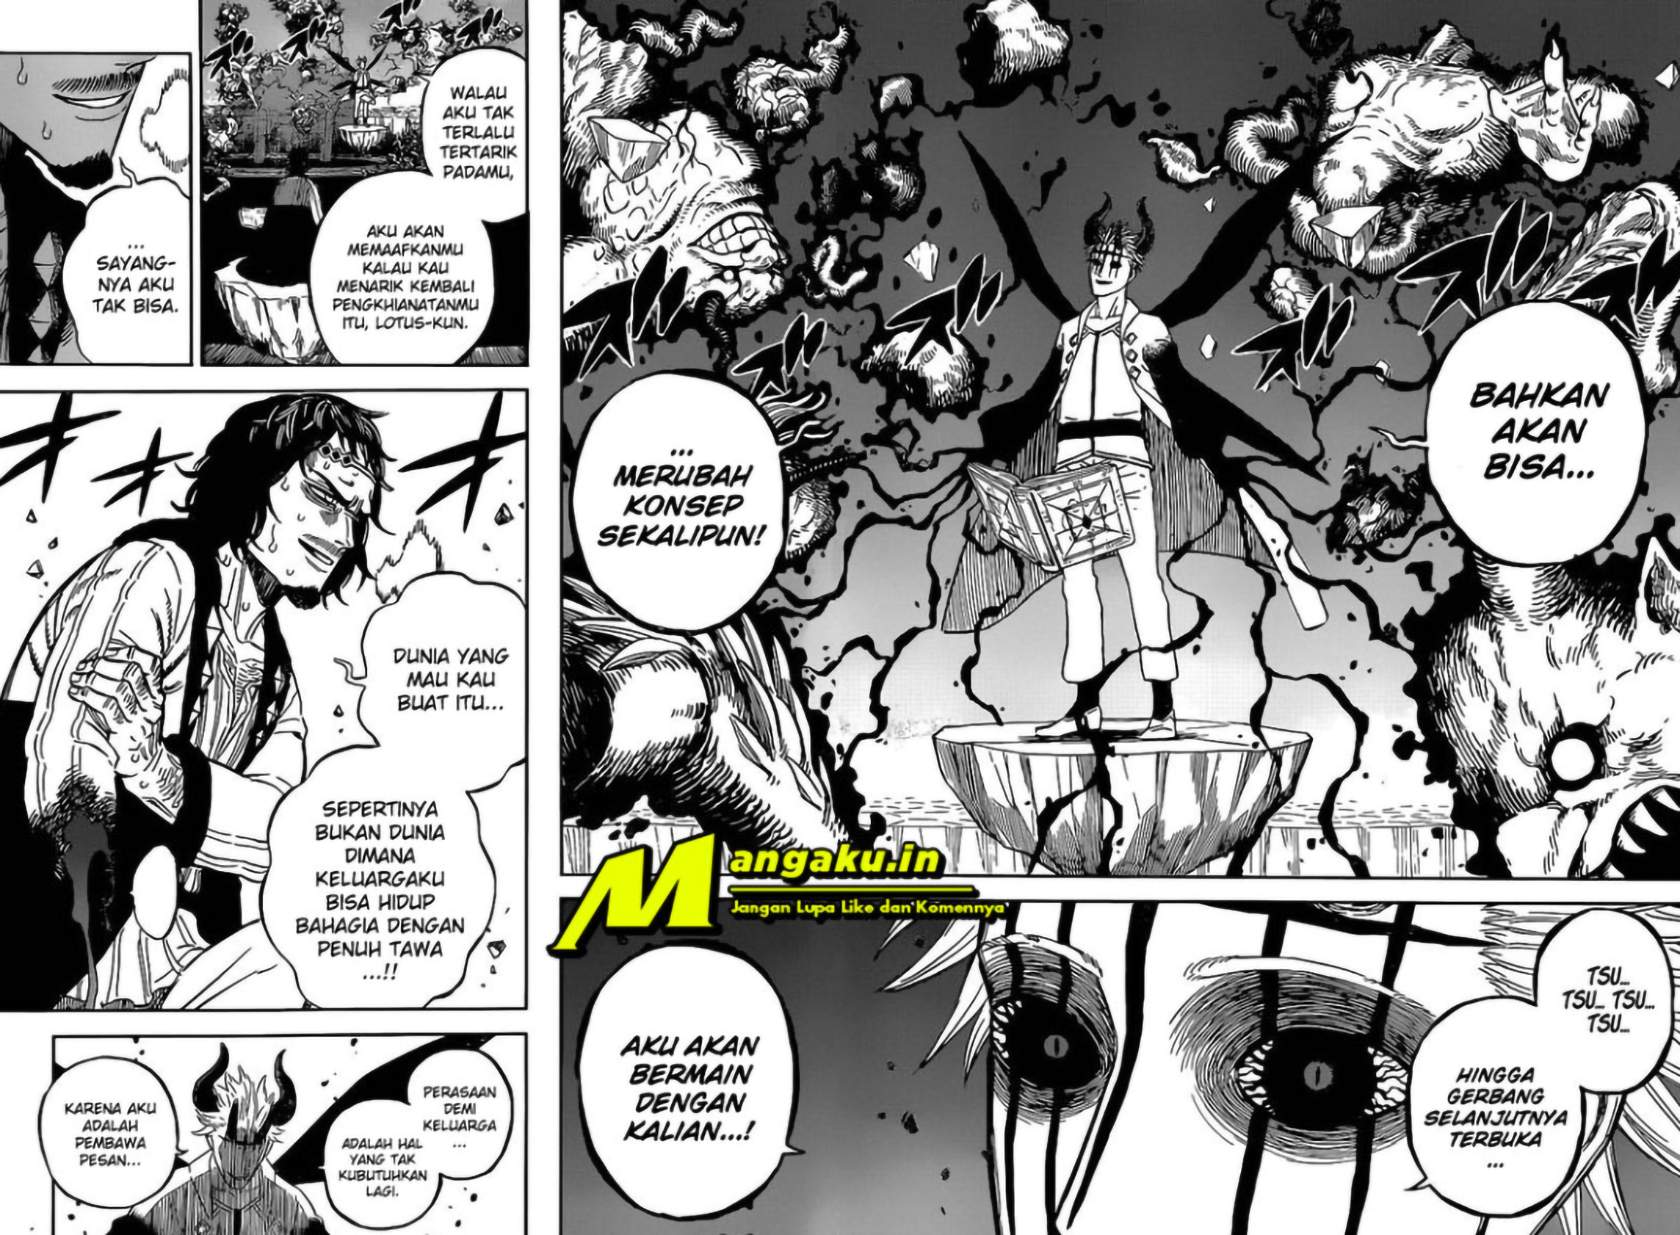 BAHKAN
AKAN
BISA...
...
MERUBAH
KONSEP
SEKALIPUN!
TSU...
TSU... TSU...
TSU...
HINGGA
GERBANG
SELANJUTNYA
TERBUKA
...
AKU AKAN
BERMAIN
DENGAN
KALIAN...!
WALAU
AKU TAK
TERLALU
TERTARIK
PADAMU,
AKU AKAN
MEMAAFKANMU
KALAU KAU
MENARIK KEMBALI
PENGKHIANATANMU
ITU, LOTUS-KUN.
...
SAYANG-
NYA AKU
TAK BISA.
DUNIA YANG
MAU KAU
BUAT ITU...
SEPERTINYA
BUKAN DUNIA
DIMANA
KELUARGAKU
BISA HIDUP
BAHAGIA DENGAN
PENUH TAWA
...!!
PERASAAN
DEMI
KELUARGA
...
ADALAH HAL
YANG TAK
KUBUTUHKAN
LAGI.
KARENA AKU
ADALAH
PEMBAWA
PESAN...
Mangaku.in
Jangan Lupa Like dan Komennya